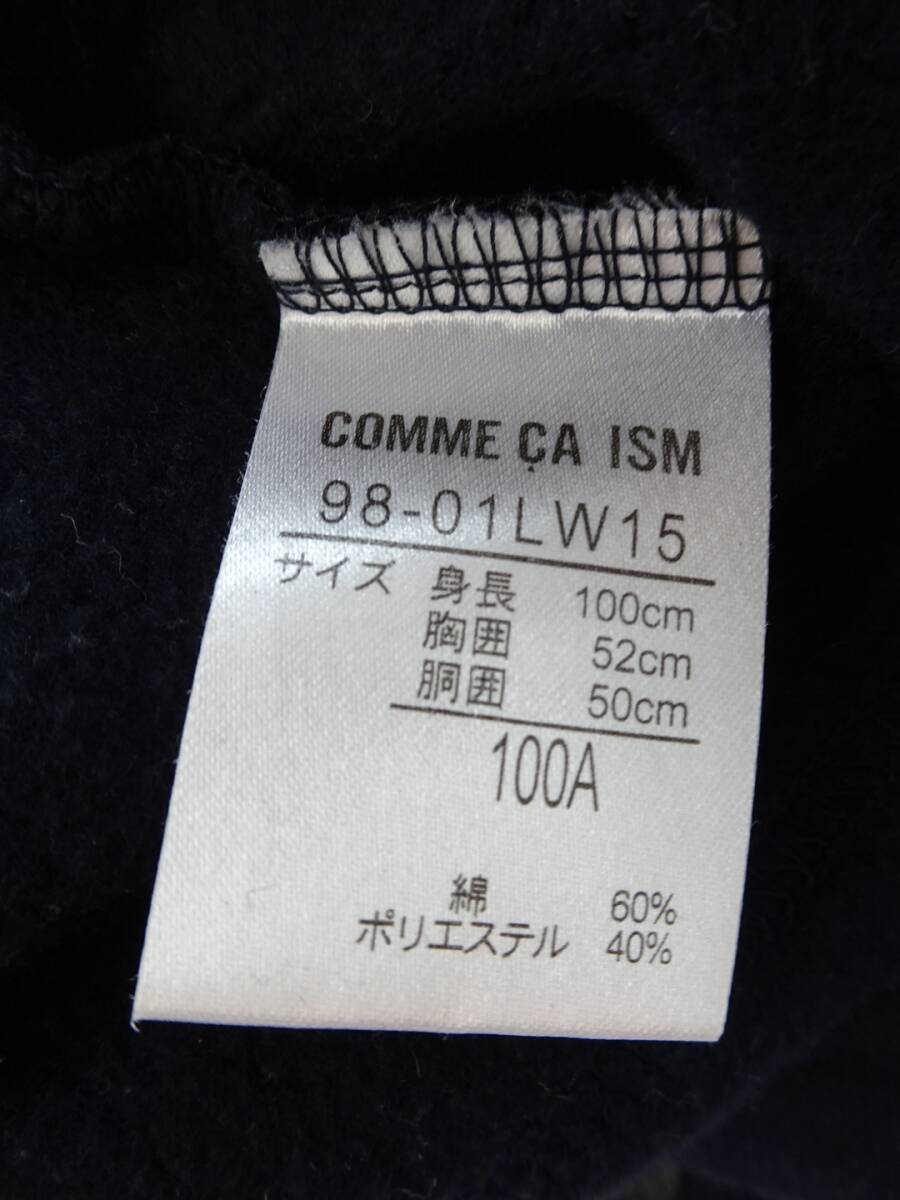 COMME ÇA ISM
98-01LW15
サイズ 身長 100cm
胸囲 52cm
胴囲 50cm
100A
綿 60%
ポリエステル 40%